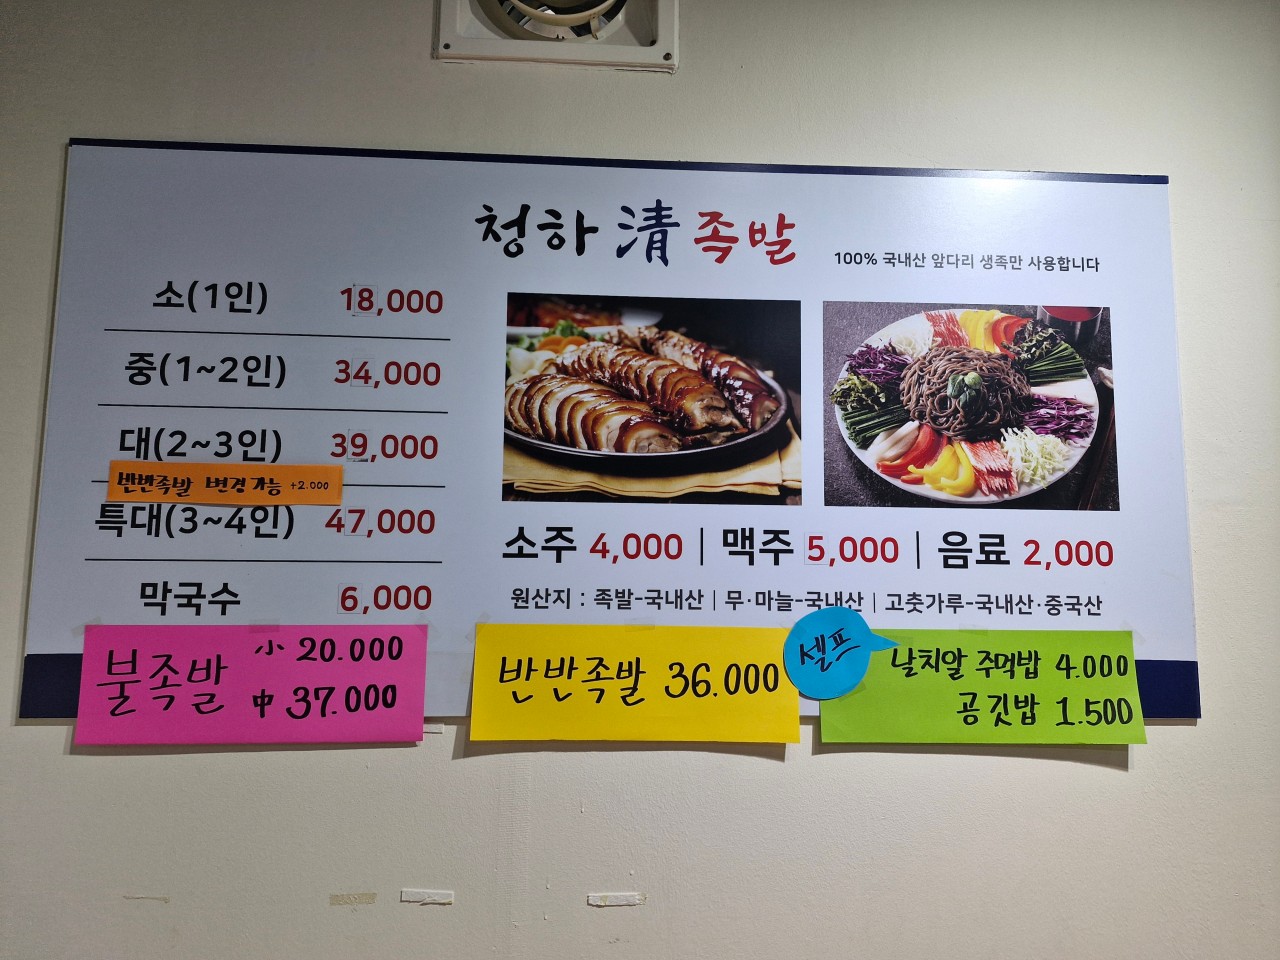 청하 清 족발
100% 국내산 앞다리 생족만 사용합니다
소(1인) 18,000
중(1~2인) 34,000
대(2~3인) 39,000
반반족발 변경가능 +2.000
특대(3~4인) 47,000
막국수 6,000
소주 4,000 | 맥주 5,000 | 음료 2,000
원산지 : 족발-국내산 | 무·마늘-국내산 | 고춧가루-국내산·중국산
불족발 小 20.000
中 37.000
반반족발 36.000
셀프
날치알 주먹밥 4.000
공깃밥 1.500